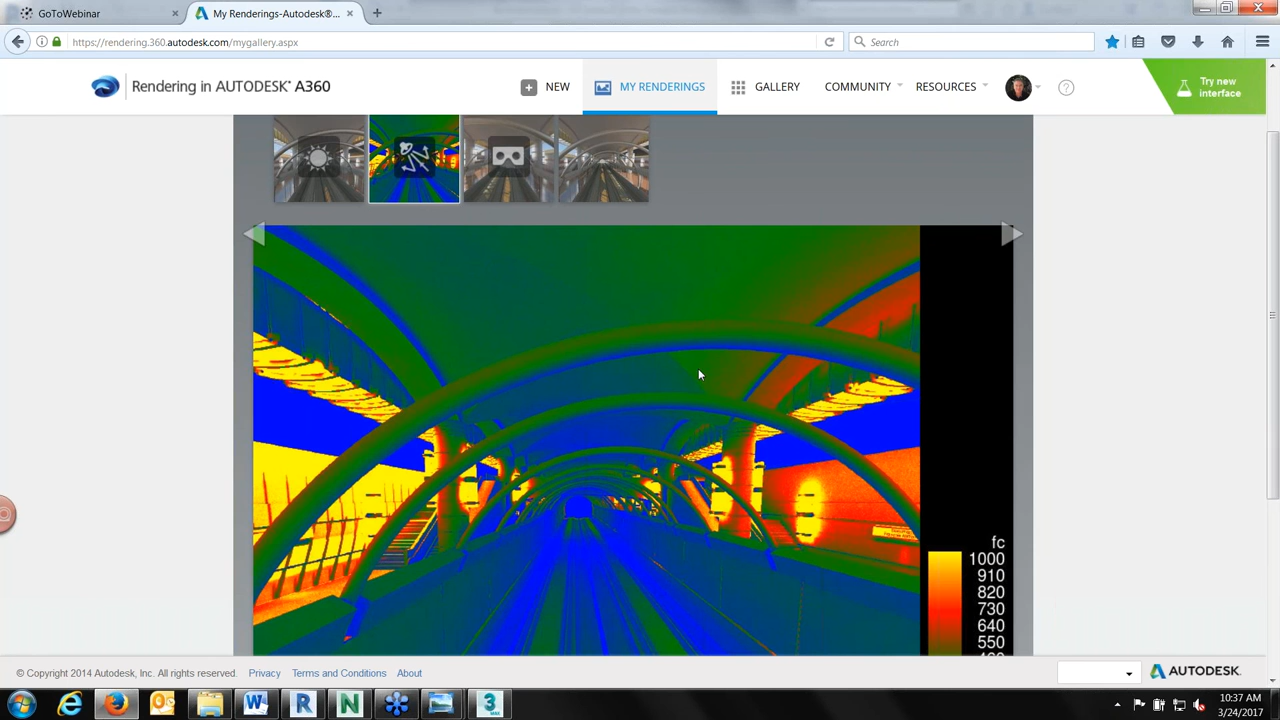 GoToWebinar
My Renderings-Autodesk®...
https://rendering.360.autodesk.com/mygallery.aspx
Search
Rendering in AUTODESK® A360
NEW
MY RENDERINGS
GALLERY
COMMUNITY
RESOURCES
Try new
interface
fc
1000
910
820
730
640
550
© Copyright 2014 Autodesk, Inc. All rights reserved.
Privacy
Terms and Conditions
About
AUTODESK.
10:37 AM
3/24/2017